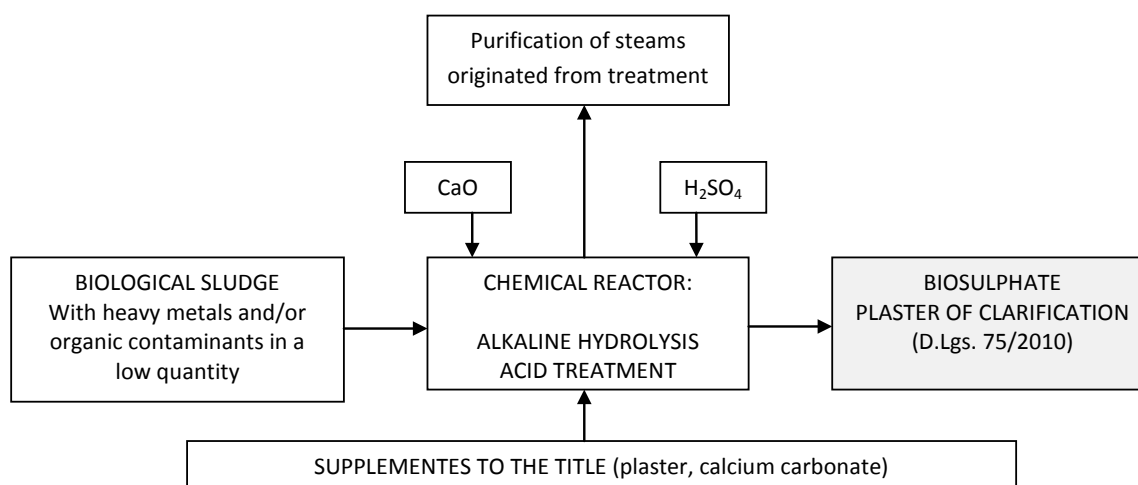 Purification of steams
originated from treatment
CaO
H₂SO₄
BIOLOGICAL SLUDGE
With heavy metals and/or
organic contaminants in a
low quantity
CHEMICAL REACTOR:
ALKALINE HYDROLYSIS
ACID TREATMENT
BIOSULPHATE
PLASTER OF CLARIFICATION
(D.Lgs. 75/2010)
SUPPLEMENTES TO THE TITLE (plaster, calcium carbonate)